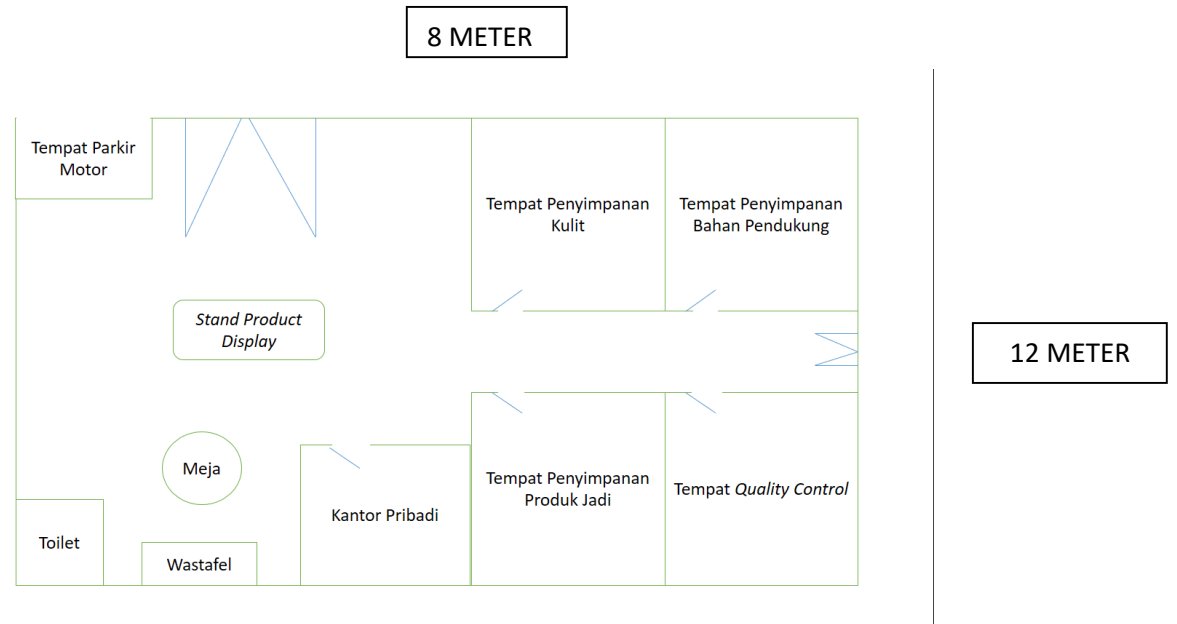 8 METER
Tempat Parkir
Motor
Tempat Penyimpanan
Kulit
Tempat Penyimpanan
Bahan Pendukung
Stand Product
Display
12 METER
Meja
Kantor Pribadi
Tempat Penyimpanan
Produk Jadi
Tempat Quality Control
Toilet
Wastafel